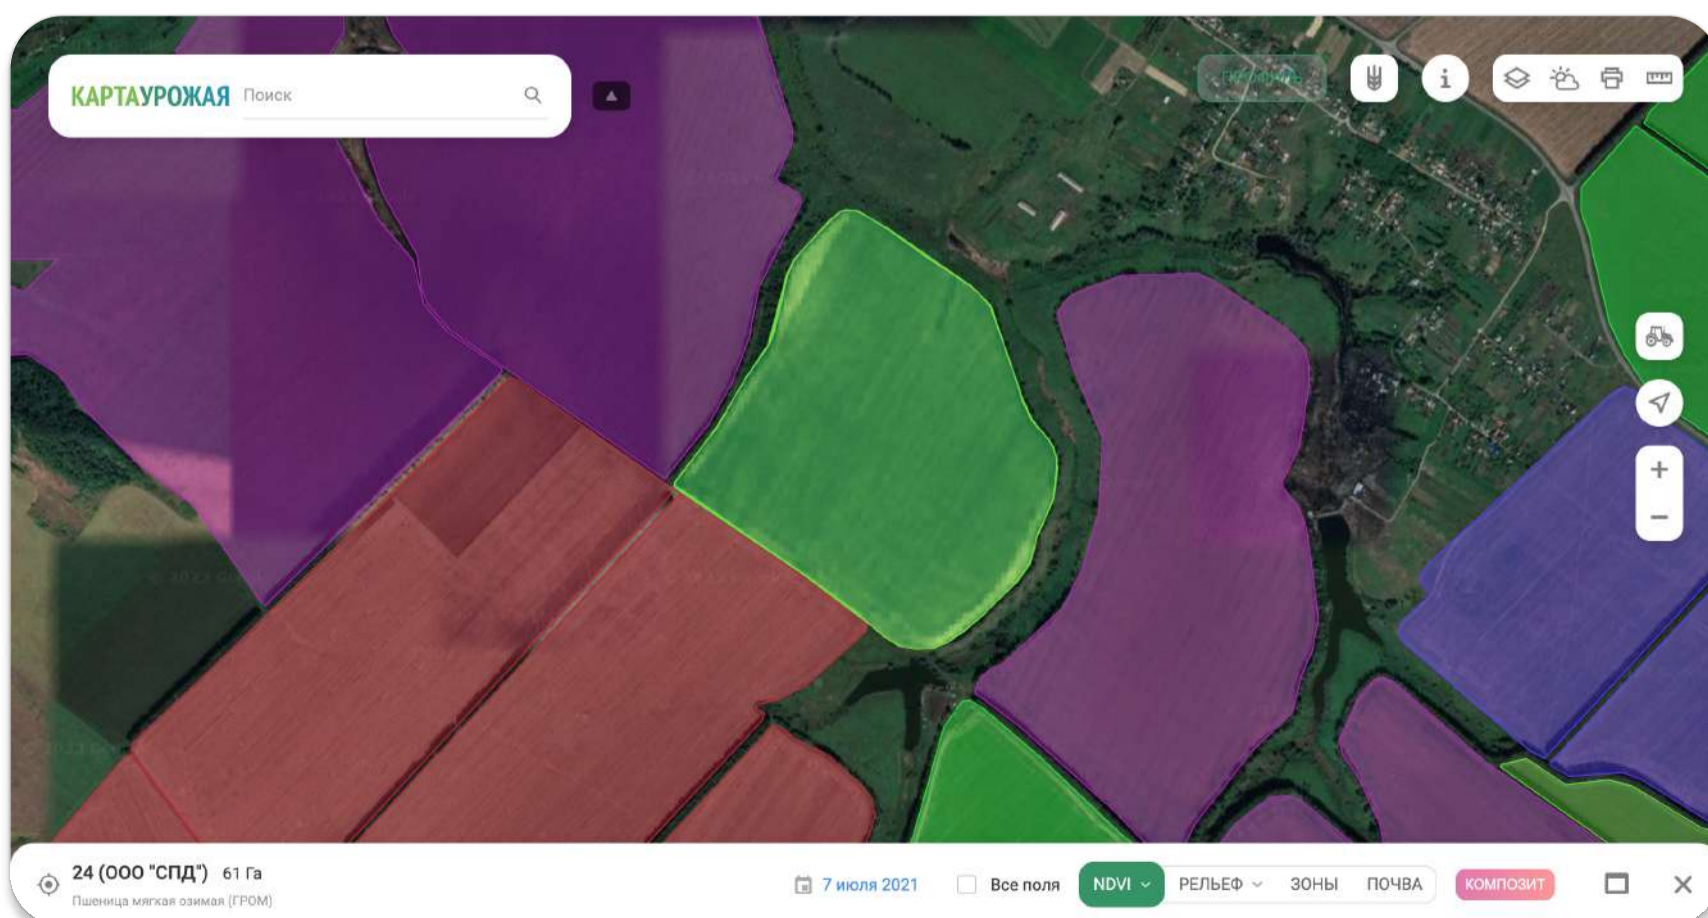 КАРТАУРОЖАЯ Поиск
i
+
−
24 (ООО "СПД") 61 Га
Пшеница мягкая озимая (ГРОМ)
7 июля 2021
Все поля
NDVI
РЕЛЬЕФ
ЗОНЫ
ПОЧВА
КОМПОЗИТ